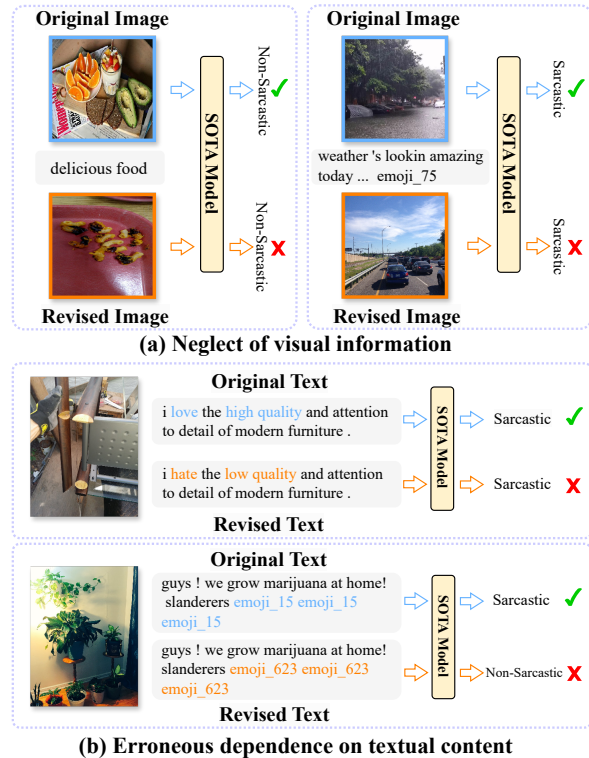 Original Image
Original Image
Non-Sarcastic
Sarcastic
SOTA Model
SOTA Model
delicious food
weather 's lookin amazing
today ... emoji_75
Non-Sarcastic
X
Sarcastic
X
Revised Image
Revised Image
(a) Neglect of visual information
Original Text
i love the high quality and attention
to detail of modern furniture .
SOTA Model
Sarcastic
i hate the low quality and attention
to detail of modern furniture .
Sarcastic
X
Revised Text
Original Text
guys ! we grow marijuana at home!
slanderers emoji_15 emoji_15
emoji_15
SOTA Model
Sarcastic
guys ! we grow marijuana at home!
slanderers emoji_623 emoji_623
emoji_623
Non-Sarcastic
X
Revised Text
(b) Erroneous dependence on textual content